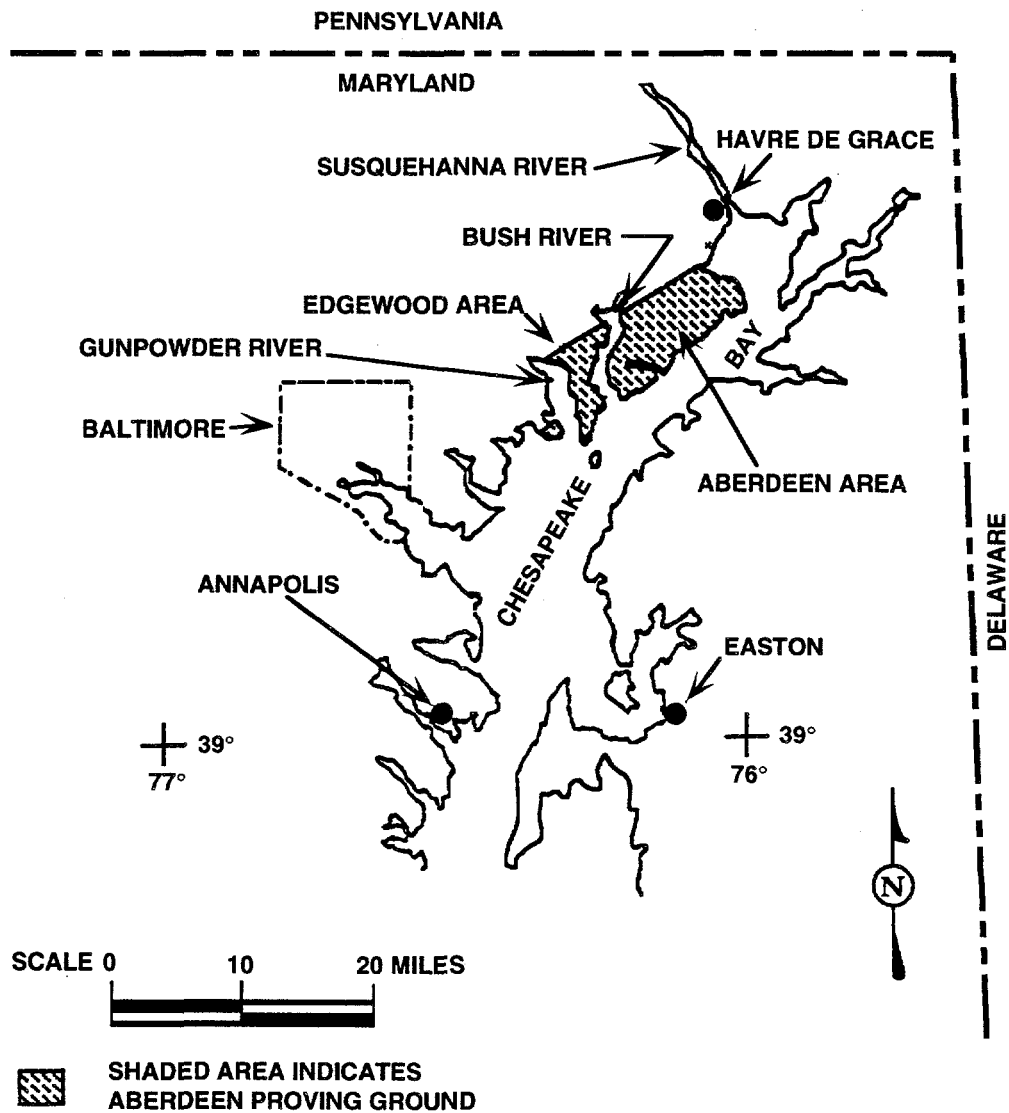 PENNSYLVANIA
MARYLAND
HAVRE DE GRACE
SUSQUEHANNA RIVER
BUSH RIVER
EDGEWOOD AREA
GUNPOWDER RIVER
BAY
BALTIMORE
ABERDEEN AREA
CHESAPEAKE
DELAWARE
ANNAPOLIS
EASTON
39°
77°
39°
76°
N
SCALE 0 10 20 MILES
SHADED AREA INDICATES
ABERDEEN PROVING GROUND